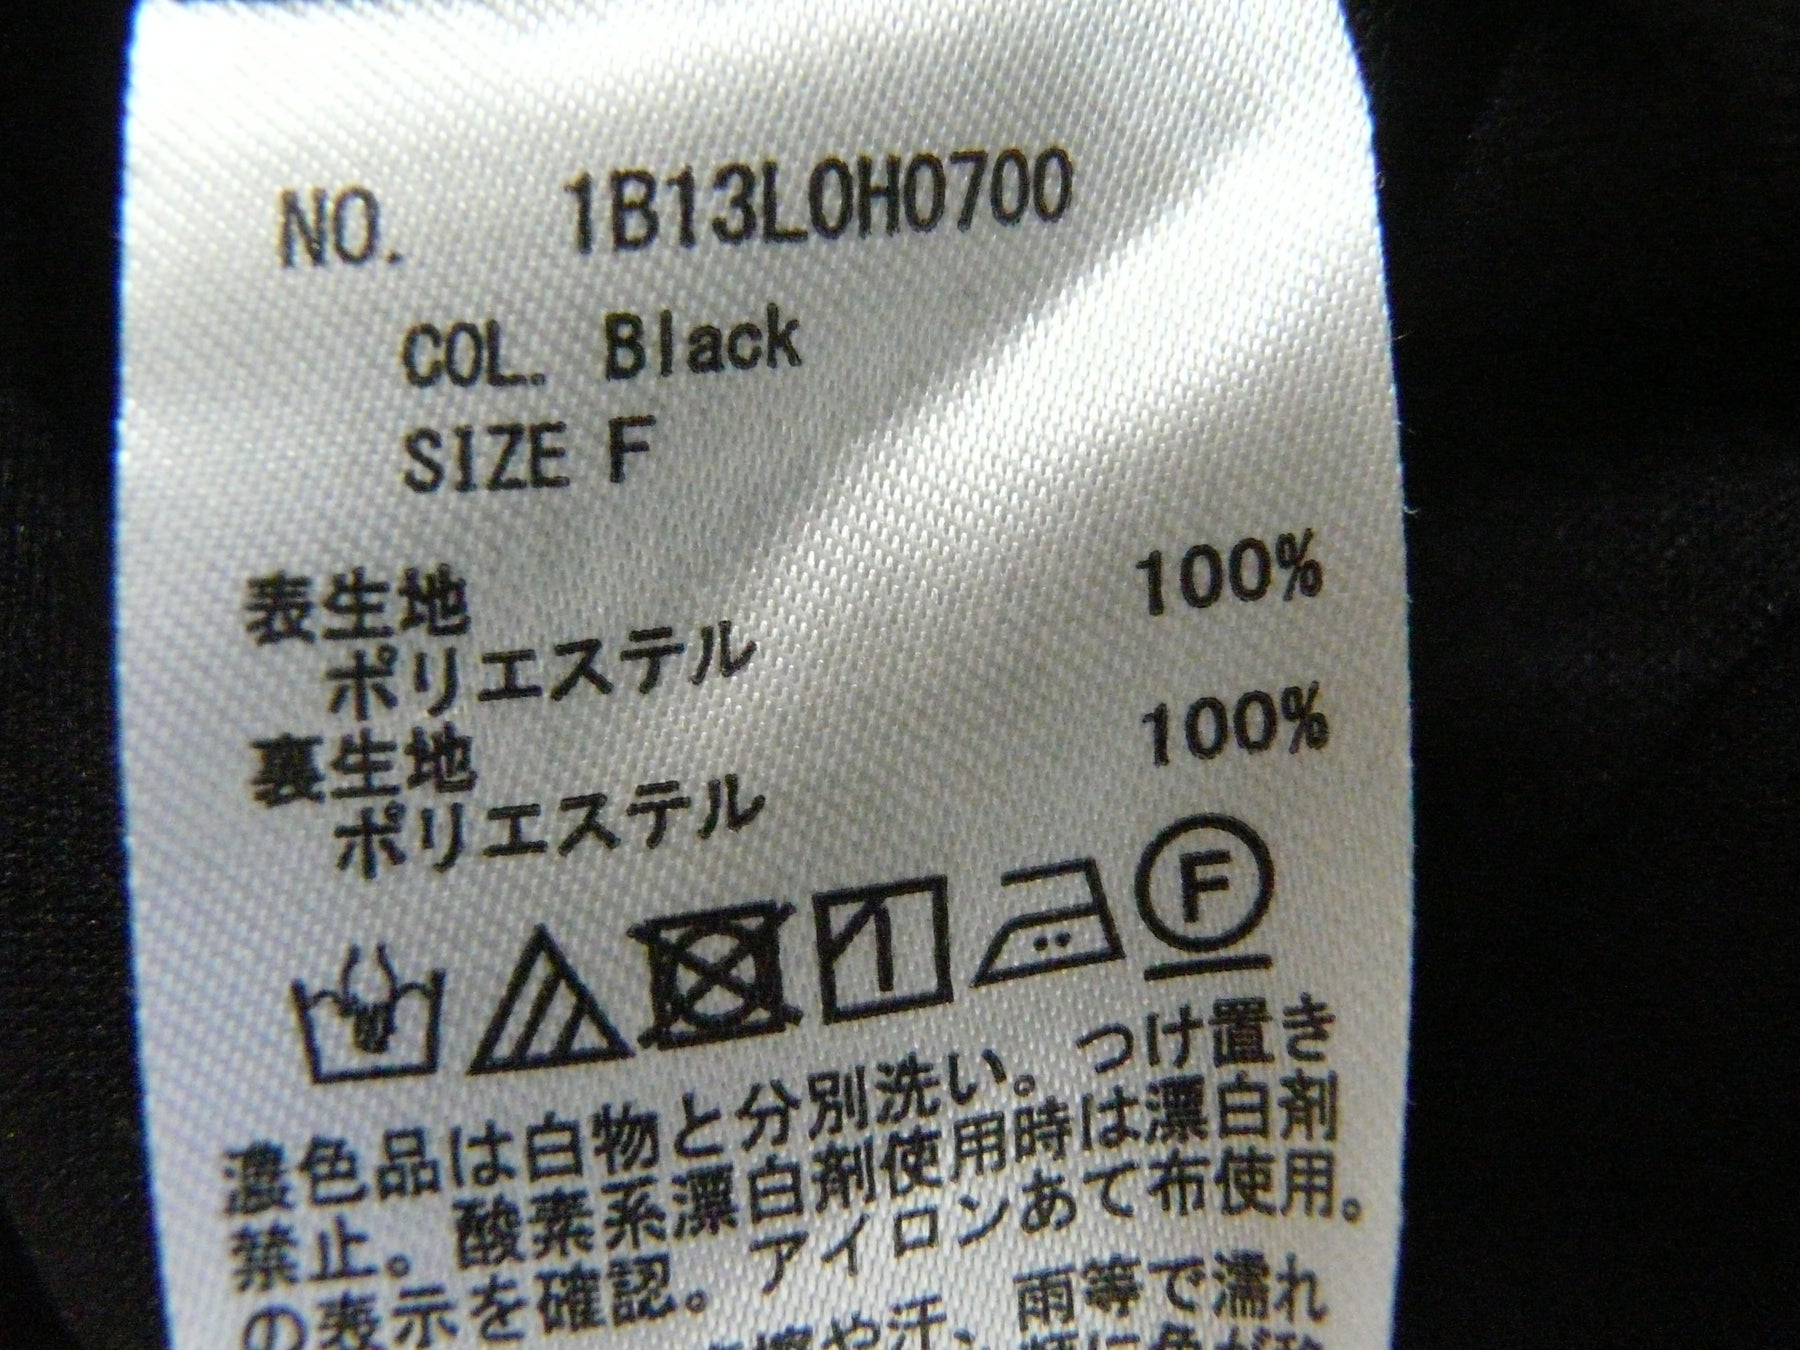 NO. 1B13L0H0700
COL. Black
SIZE F
表生地
ポリエステル 100%
裏生地
ポリエステル 100%
F
濃色品は白物と分別洗い。つけ置き
禁止。酸素系漂白剤使用時は漂白剤
の表示を確認。アイロンあて布使用。
や汗、雨等で濡れ